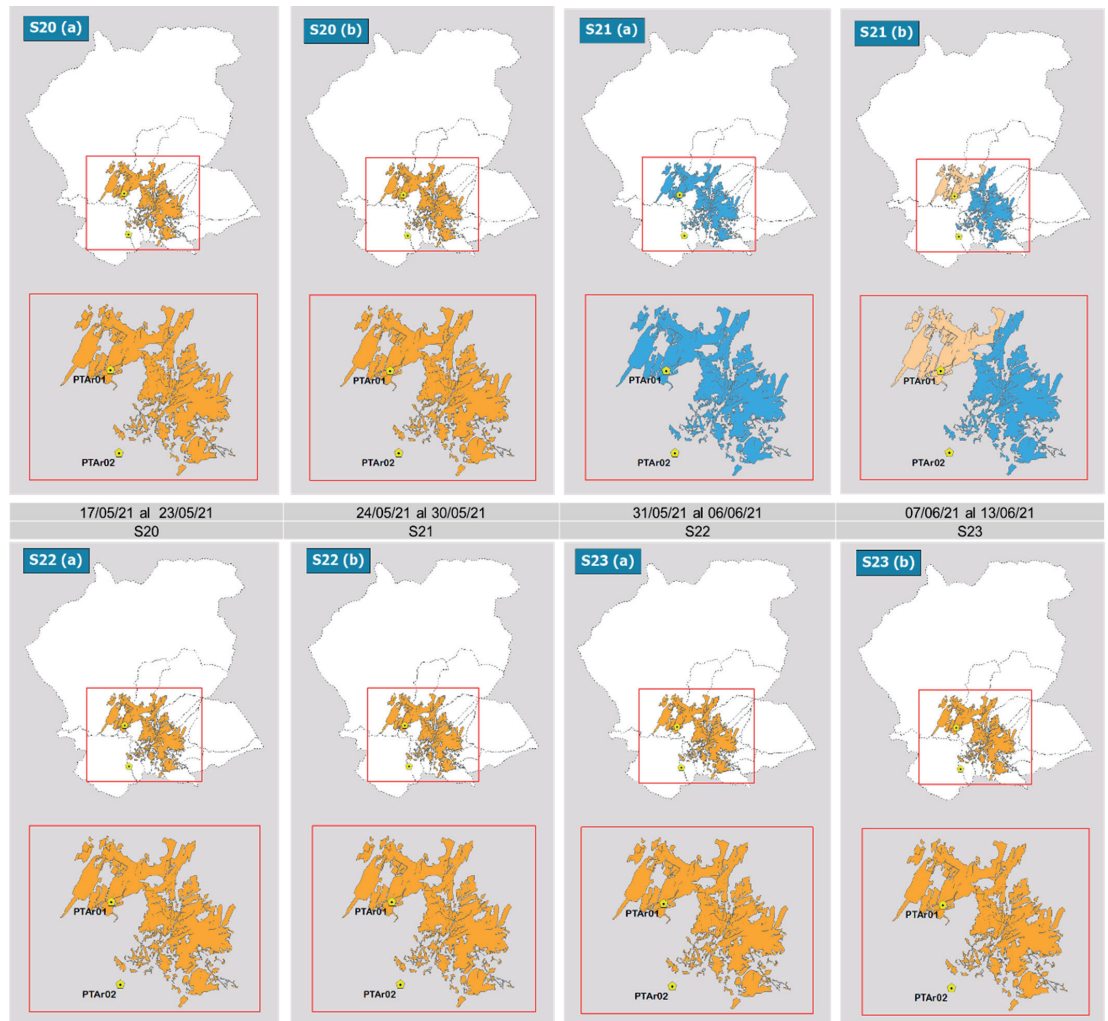 S20 (a)
S20 (b)
S21 (a)
S21 (b)
PTAr01
PTAr02
PTAr01
PTAr02
PTAr01
PTAr02
PTAr01
PTAr02
17/05/21 al 23/05/21
24/05/21 al 30/05/21
31/05/21 al 06/06/21
07/06/21 al 13/06/21
S20
S21
S22
S23
S22 (a)
S22 (b)
S23 (a)
S23 (b)
PTAr01
PTAr02
PTAr01
PTAr02
PTAr01
PTAr02
PTAr01
PTAr02